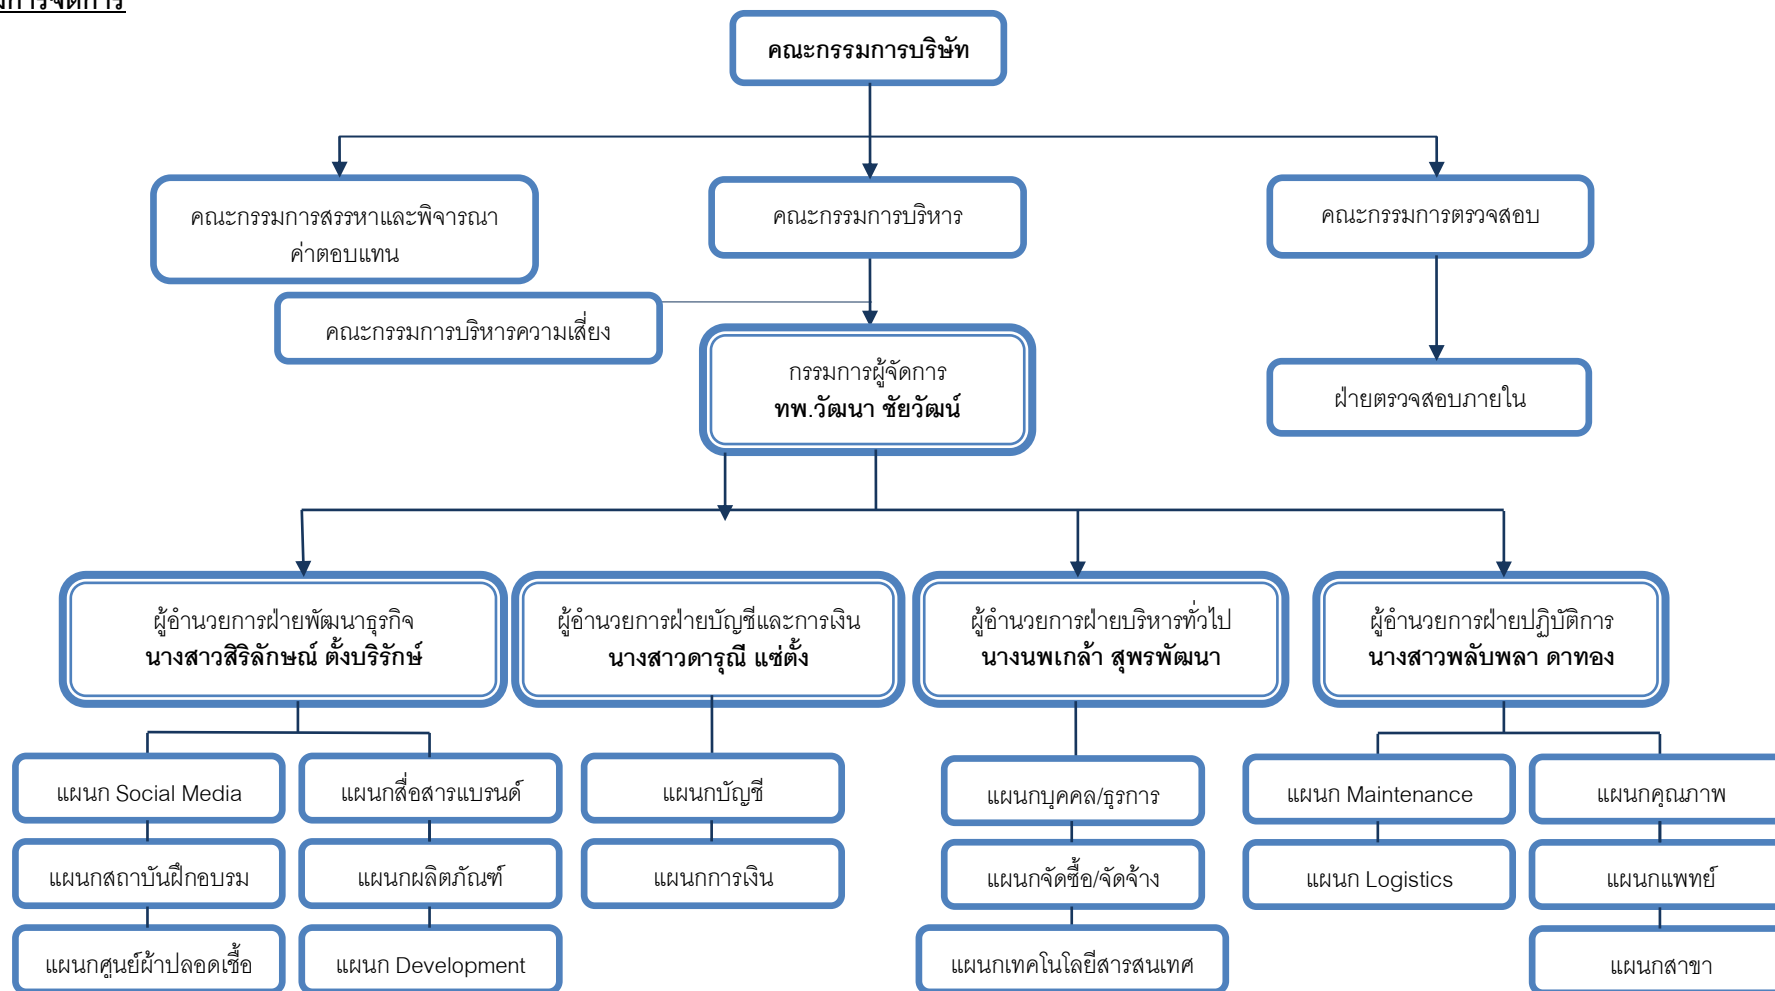 คณะกรรมการบริษัท
คณะกรรมการสรรหาและพิจารณา
ค่าตอบแทน
คณะกรรมการบริหาร
คณะกรรมการตรวจสอบ
คณะกรรมการบริหารความเสี่ยง
กรรมการผู้จัดการ
ทพ.วัฒนา ชัยวัฒน์
ฝ่ายตรวจสอบภายใน
ผู้อำนวยการฝ่ายพัฒนาธุรกิจ
นางสาวสิริลักษณ์ ตั้งบริรักษ์
ผู้อำนวยการฝ่ายบัญชีและการเงิน
นางสาวดารุณี แซ่ตั้ง
ผู้อำนวยการฝ่ายบริหารทั่วไป
นางนพเกล้า สุพรพัฒนา
ผู้อำนวยการฝ่ายปฏิบัติการ
นางสาวพลับพลา ดาทอง
แผนก Social Media
แผนกสื่อสารแบรนด์
แผนกบัญชี
แผนกบุคคล/ธุรการ
แผนก Maintenance
แผนกคุณภาพ
แผนกสถาบันฝึกอบรม
แผนกผลิตภัณฑ์
แผนกการเงิน
แผนกจัดซื้อ/จัดจ้าง
แผนก Logistics
แผนกแพทย์
แผนกศูนย์ผ้าปลอดเชื้อ
แผนก Development
แผนกเทคโนโลยีสารสนเทศ
แผนกสาขา